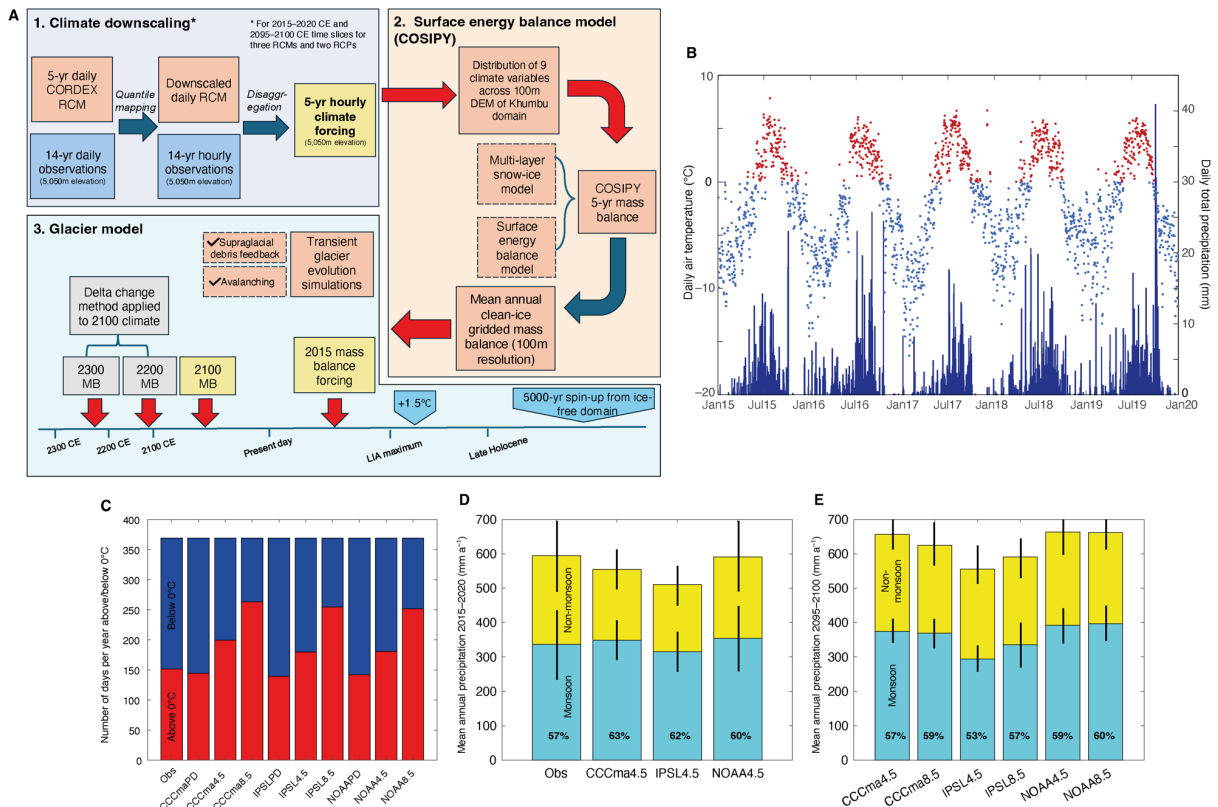 A
1. Climate downscaling*
* For 2015–2020 CE and
2095–2100 CE time slices for
three RCMs and two RCPs
5-yr daily
CORDEX
RCM
Quantile
mapping
Downscaled
daily RCM
Disaggr-
egation
5-yr hourly
climate
forcing
(5,050m elevation)
14-yr daily
observations
(5,050m elevation)
14-yr hourly
observations
(5,050m elevation)
2. Surface energy balance model
(COSIPY)
Distribution of 9
climate variables
across 100m
DEM of Khumbu
domain
Multi-layer
snow-ice
model
Surface
energy
balance model
COSIPY
5-yr mass
balance
Mean annual
clean-ice
gridded mass
balance (100m
resolution)
3. Glacier model
✓Supraglacial
debris feedback
✓Avalanching
Transient
glacier
evolution
simulations
Delta change
method applied
to 2100 climate
2300
MB
2200
MB
2100
MB
2015 mass
balance
forcing
+1.5°C
5000-yr spin-up from ice-
free domain
2300 CE
2200 CE
2100 CE
Present day
LIA maximum
Late Holocene
B
Daily air temperature (°C)
10
0
−10
−20
Daily total precipitation (mm)
40
30
20
10
0
Jan15 Jul15 Jan16 Jul16 Jan17 Jul17 Jan18 Jul18 Jan19 Jul19 Jan20
C
Number of days per year above/below 0°C
400
350
300
250
200
150
100
50
0
Below 0°C
Above 0°C
Obs CCCmaPD CCCma4.5 CCCma8.5 IPSLPD IPSL4.5 IPSL8.5 NOAAPD NOAA4.5 NOAA8.5
D
Mean annual precipitation 2015–2020 (mm a⁻¹)
700
600
500
400
300
200
100
0
Non-monsoon
Monsoon
57% 63% 62% 60%
Obs CCCma4.5 IPSL4.5 NOAA4.5
E
Mean annual precipitation 2095–2100 (mm a⁻¹)
700
600
500
400
300
200
100
0
Non-
monsoon
Monsoon
57% 59% 53% 57% 59% 60%
CCCma4.5 CCCma8.5 IPSL4.5 IPSL8.5 NOAA4.5 NOAA8.5